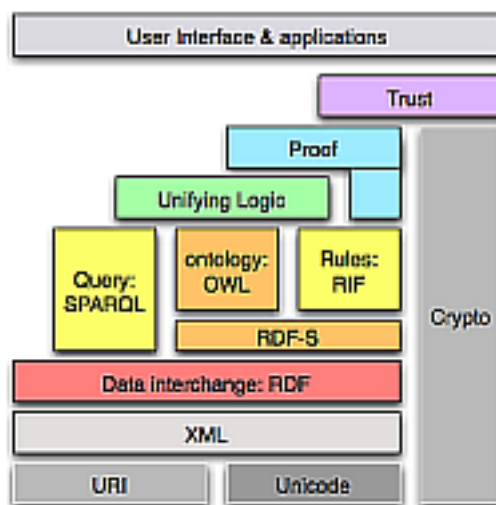 User Interface & applications
Trust
Proof
Unifying Logic
Query:
SPARQL
ontology:
OWL
Rules:
RIF
Crypto
RDF-S
Data interchange: RDF
XML
URI
Unicode